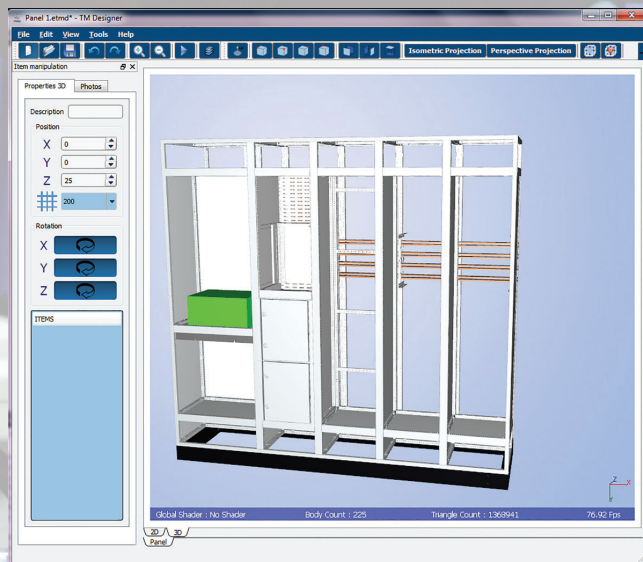 Panel 1.etmd* - TM Designer
File Edit View Tools Help
Isometric Projection Perspective Projection
Item manipulation
Properties 3D Photos
Description
Position
X 0
Y 0
Z 25
200
Rotation
X
Y
Z
ITEMS
Z
X
Y
Global Shader : No Shader Body Count : 225 Triangle Count : 1368941 76.92 Fps
2D 3D
Panel